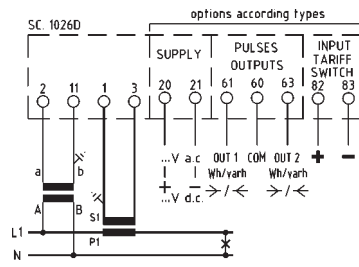 options according types
SC. 1026D
SUPPLY
PULSES OUTPUTS
INPUT TARIFF SWITCH
2 11 1 3 20 21 61 60 63 82 83
a b
...V a.c.
+ −
...V d.c.
OUT 1 COM OUT 2
Wh/varh Wh/varh
+ −
A B
S1
P1
L1
N